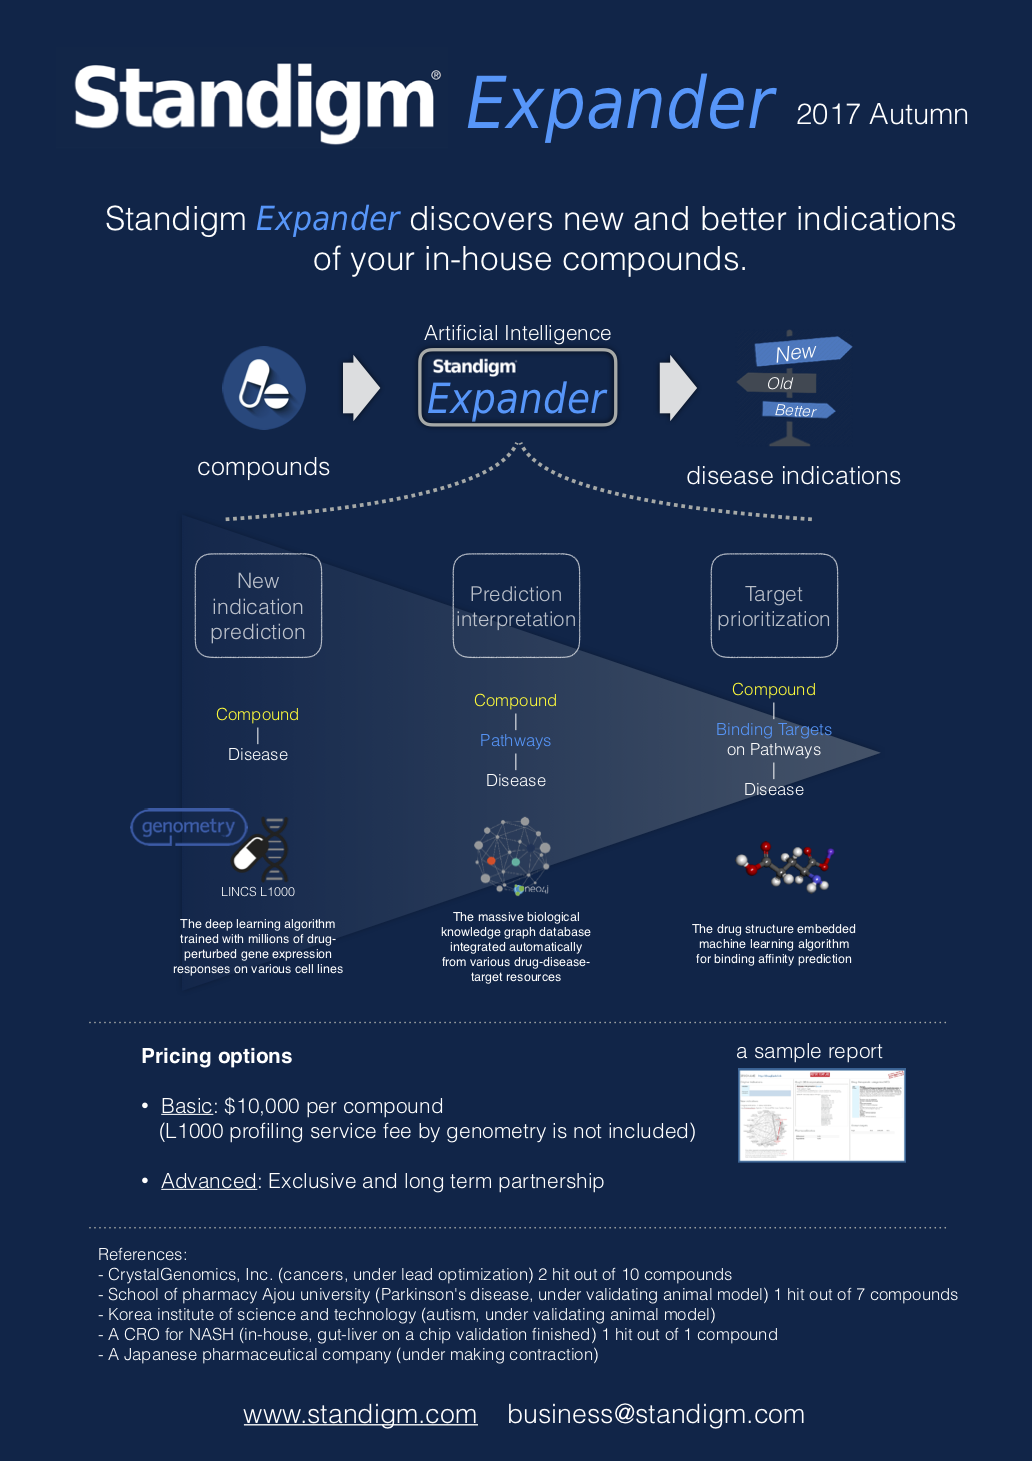 Standigm® Expander 2017 Autumn
Standigm Expander discovers new and better indications
of your in-house compounds.
Artificial Intelligence
Standigm
Expander
New
Old
Better
compounds
disease indications
New
indication
prediction
Prediction
interpretation
Target
prioritization
Compound
|
Disease
Compound
|
Pathways
|
Disease
Compound
|
Binding Targets
on Pathways
|
Disease
genometry
LINCS L1000
neo4j
The deep learning algorithm
trained with millions of drug-
perturbed gene expression
responses on various cell lines
The massive biological
knowledge graph database
integrated automatically
from various drug-disease-
target resources
The drug structure embedded
machine learning algorithm
for binding affinity prediction
Pricing options
• Basic: $10,000 per compound
(L1000 profiling service fee by genometry is not included)
• Advanced: Exclusive and long term partnership
a sample report
References:
- CrystalGenomics, Inc. (cancers, under lead optimization) 2 hit out of 10 compounds
- School of pharmacy Ajou university (Parkinson's disease, under validating animal model) 1 hit out of 7 compounds
- Korea institute of science and technology (autism, under validating animal model)
- A CRO for NASH (in-house, gut-liver on a chip validation finished) 1 hit out of 1 compound
- A Japanese pharmaceutical company (under making contraction)
www.standigm.com business@standigm.com